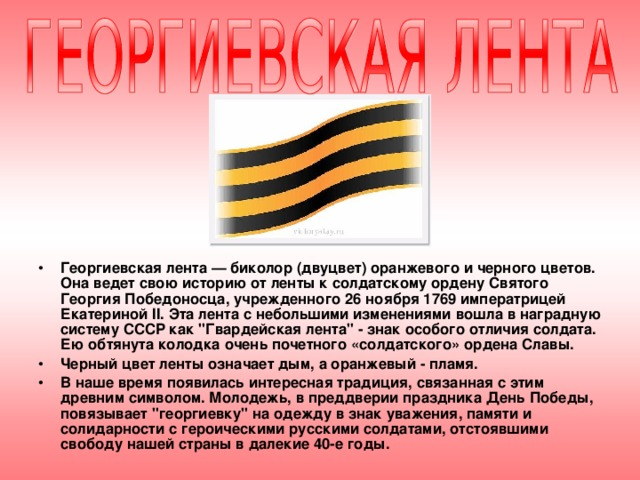 ГЕОРГИЕВСКАЯ ЛЕНТА
victoryday.ru
• Георгиевская лента — биколор (двуцвет) оранжевого и черного цветов.
Она ведет свою историю от ленты к солдатскому ордену Святого
Георгия Победоносца, учрежденного 26 ноября 1769 императрицей
Екатериной II. Эта лента с небольшими изменениями вошла в наградную
систему СССР как "Гвардейская лента" - знак особого отличия солдата.
Ею обтянута колодка очень почетного «солдатского» ордена Славы.
• Черный цвет ленты означает дым, а оранжевый - пламя.
• В наше время появилась интересная традиция, связанная с этим
древним символом. Молодежь, в преддверии праздника День Победы,
повязывает "георгиевку" на одежду в знак уважения, памяти и
солидарности с героическими русскими солдатами, отстоявшими
свободу нашей страны в далекие 40-е годы.